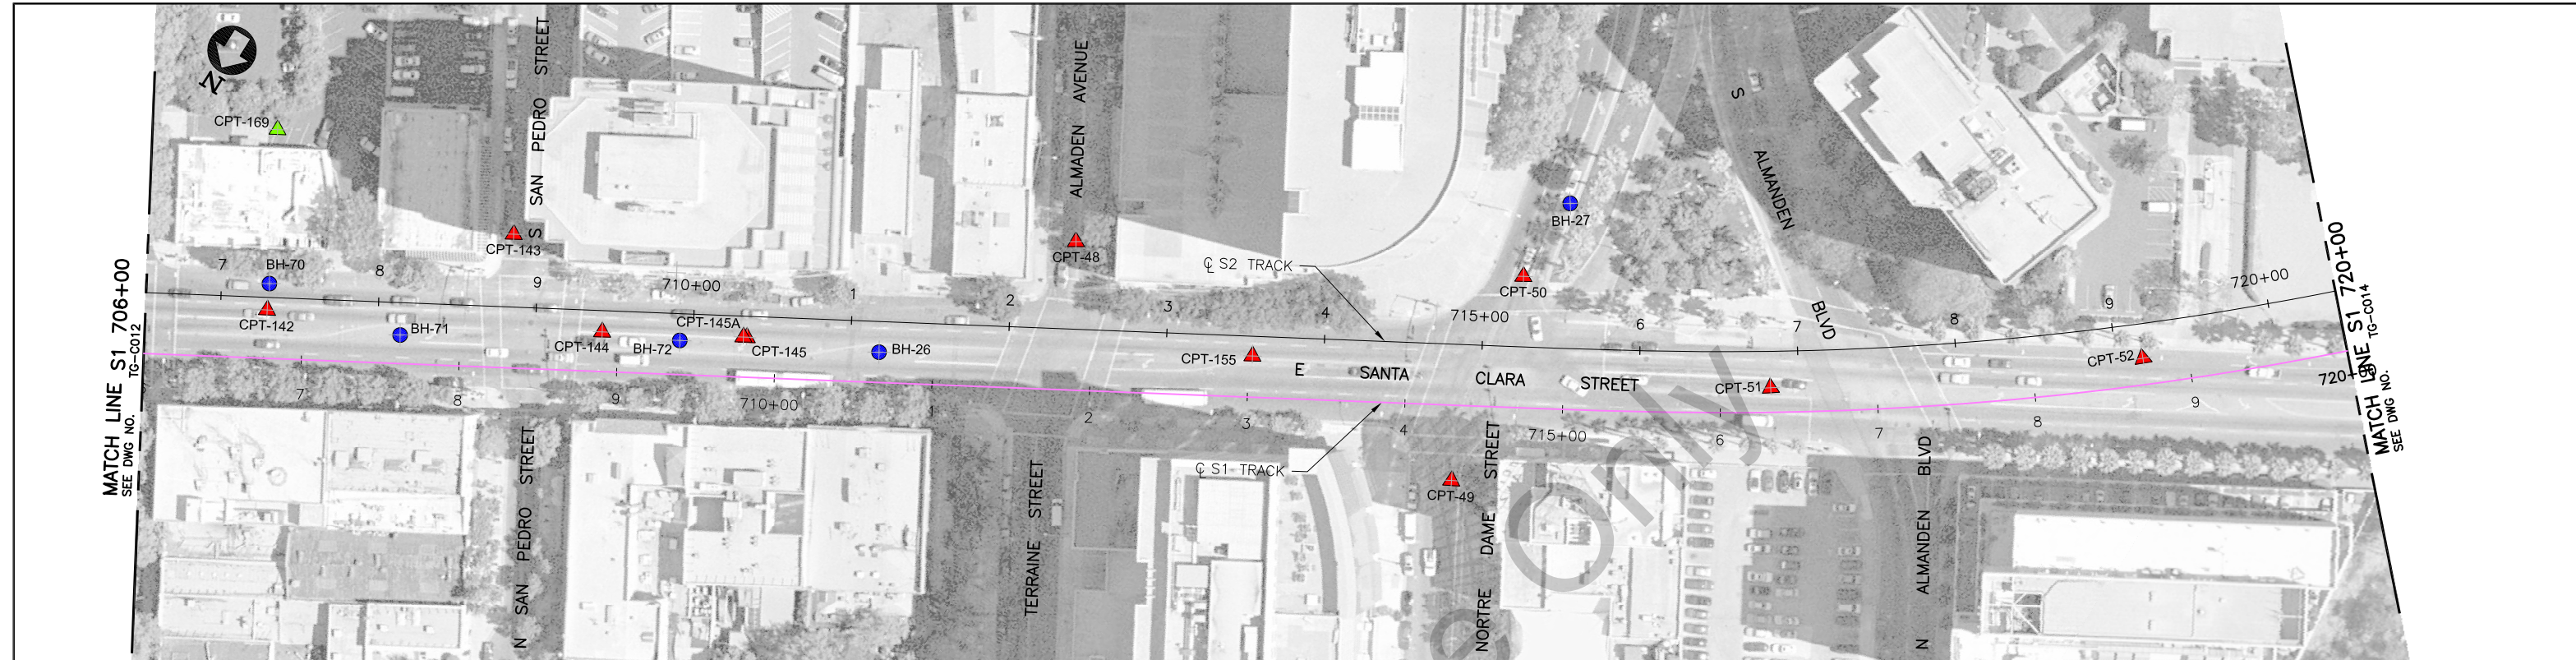 N
CPT-169
S SAN PEDRO STREET
CPT-143
ALMADEN AVENUE
CPT-48
BH-27
CPT-50
S ALMANDEN BLVD
7
BH-70
8
9
710+00
1
2
3
4
715+00
6
7
8
9
720+00
℄ S2 TRACK
CPT-142
BH-71
CPT-144
BH-72
CPT-145A
CPT-145
BH-26
CPT-155
CPT-51
CPT-52
E SANTA CLARA STREET
7
8
9
710+00
1
2
3
4
715+00
6
7
8
9
720+00
℄ S1 TRACK
CPT-49
N SAN PEDRO STREET
TERRAINE STREET
NORTRE DAME STREET
N ALMANDEN BLVD
MATCH LINE S1 706+00
SEE DWG NO. TG-C012
MATCH LINE S1 720+00
SEE DWG NO. TG-C014
e Only